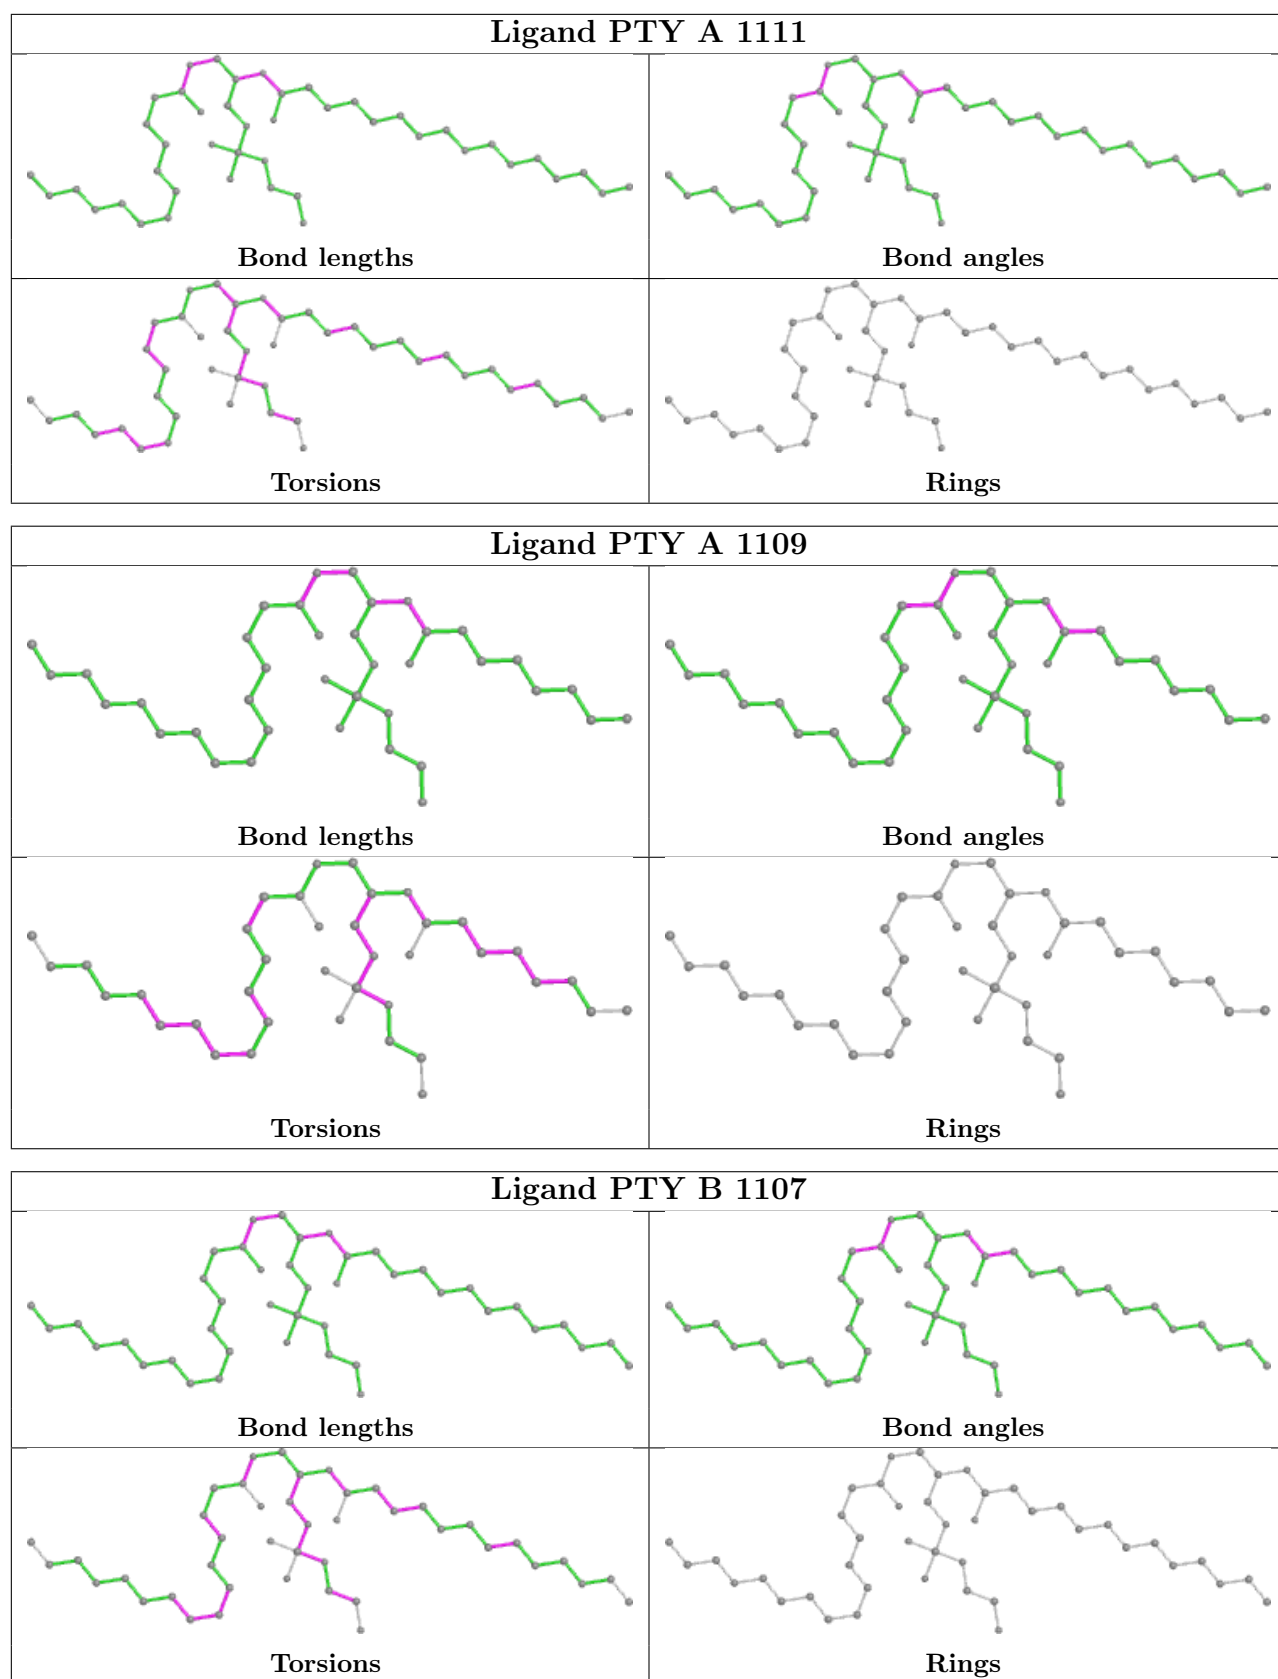 Ligand PTY A 1111
Bond lengths
Bond angles
Torsions
Rings
Ligand PTY A 1109
Bond lengths
Bond angles
Torsions
Rings
Ligand PTY B 1107
Bond lengths
Bond angles
Torsions
Rings